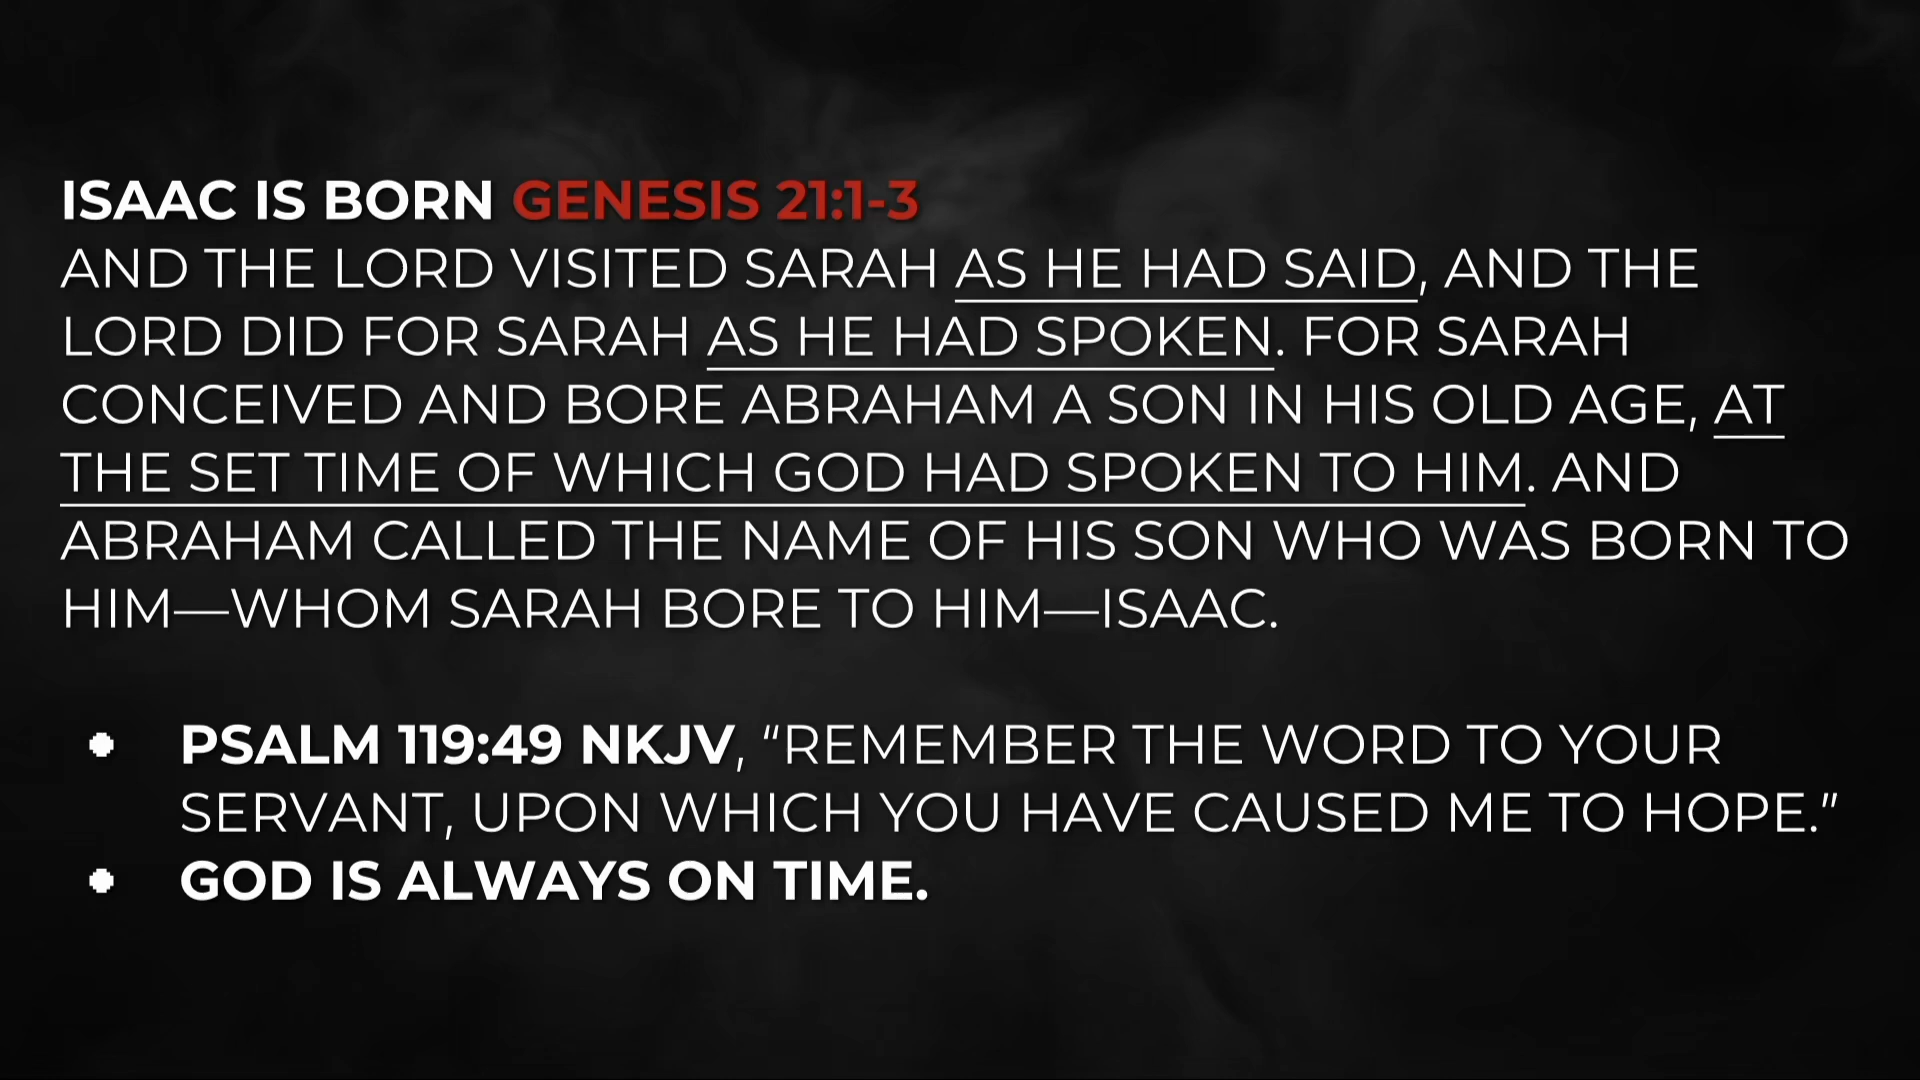 ISAAC IS BORN GENESIS 21:1-3
AND THE LORD VISITED SARAH AS HE HAD SAID, AND THE
LORD DID FOR SARAH AS HE HAD SPOKEN. FOR SARAH
CONCEIVED AND BORE ABRAHAM A SON IN HIS OLD AGE, AT
THE SET TIME OF WHICH GOD HAD SPOKEN TO HIM. AND
ABRAHAM CALLED THE NAME OF HIS SON WHO WAS BORN TO
HIM—WHOM SARAH BORE TO HIM—ISAAC.
• PSALM 119:49 NKJV, “REMEMBER THE WORD TO YOUR
SERVANT, UPON WHICH YOU HAVE CAUSED ME TO HOPE.”
• GOD IS ALWAYS ON TIME.